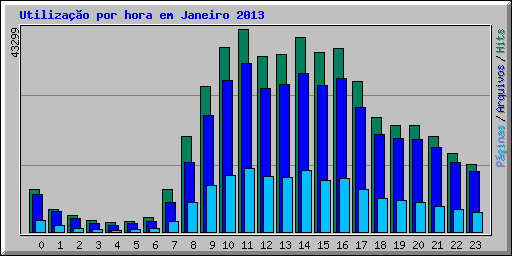 Utilização por hora em Janeiro 2013
43299
Páginas / Arquivos / Hits
0 1 2 3 4 5 6 7 8 9 10 11 12 13 14 15 16 17 18 19 20 21 22 23